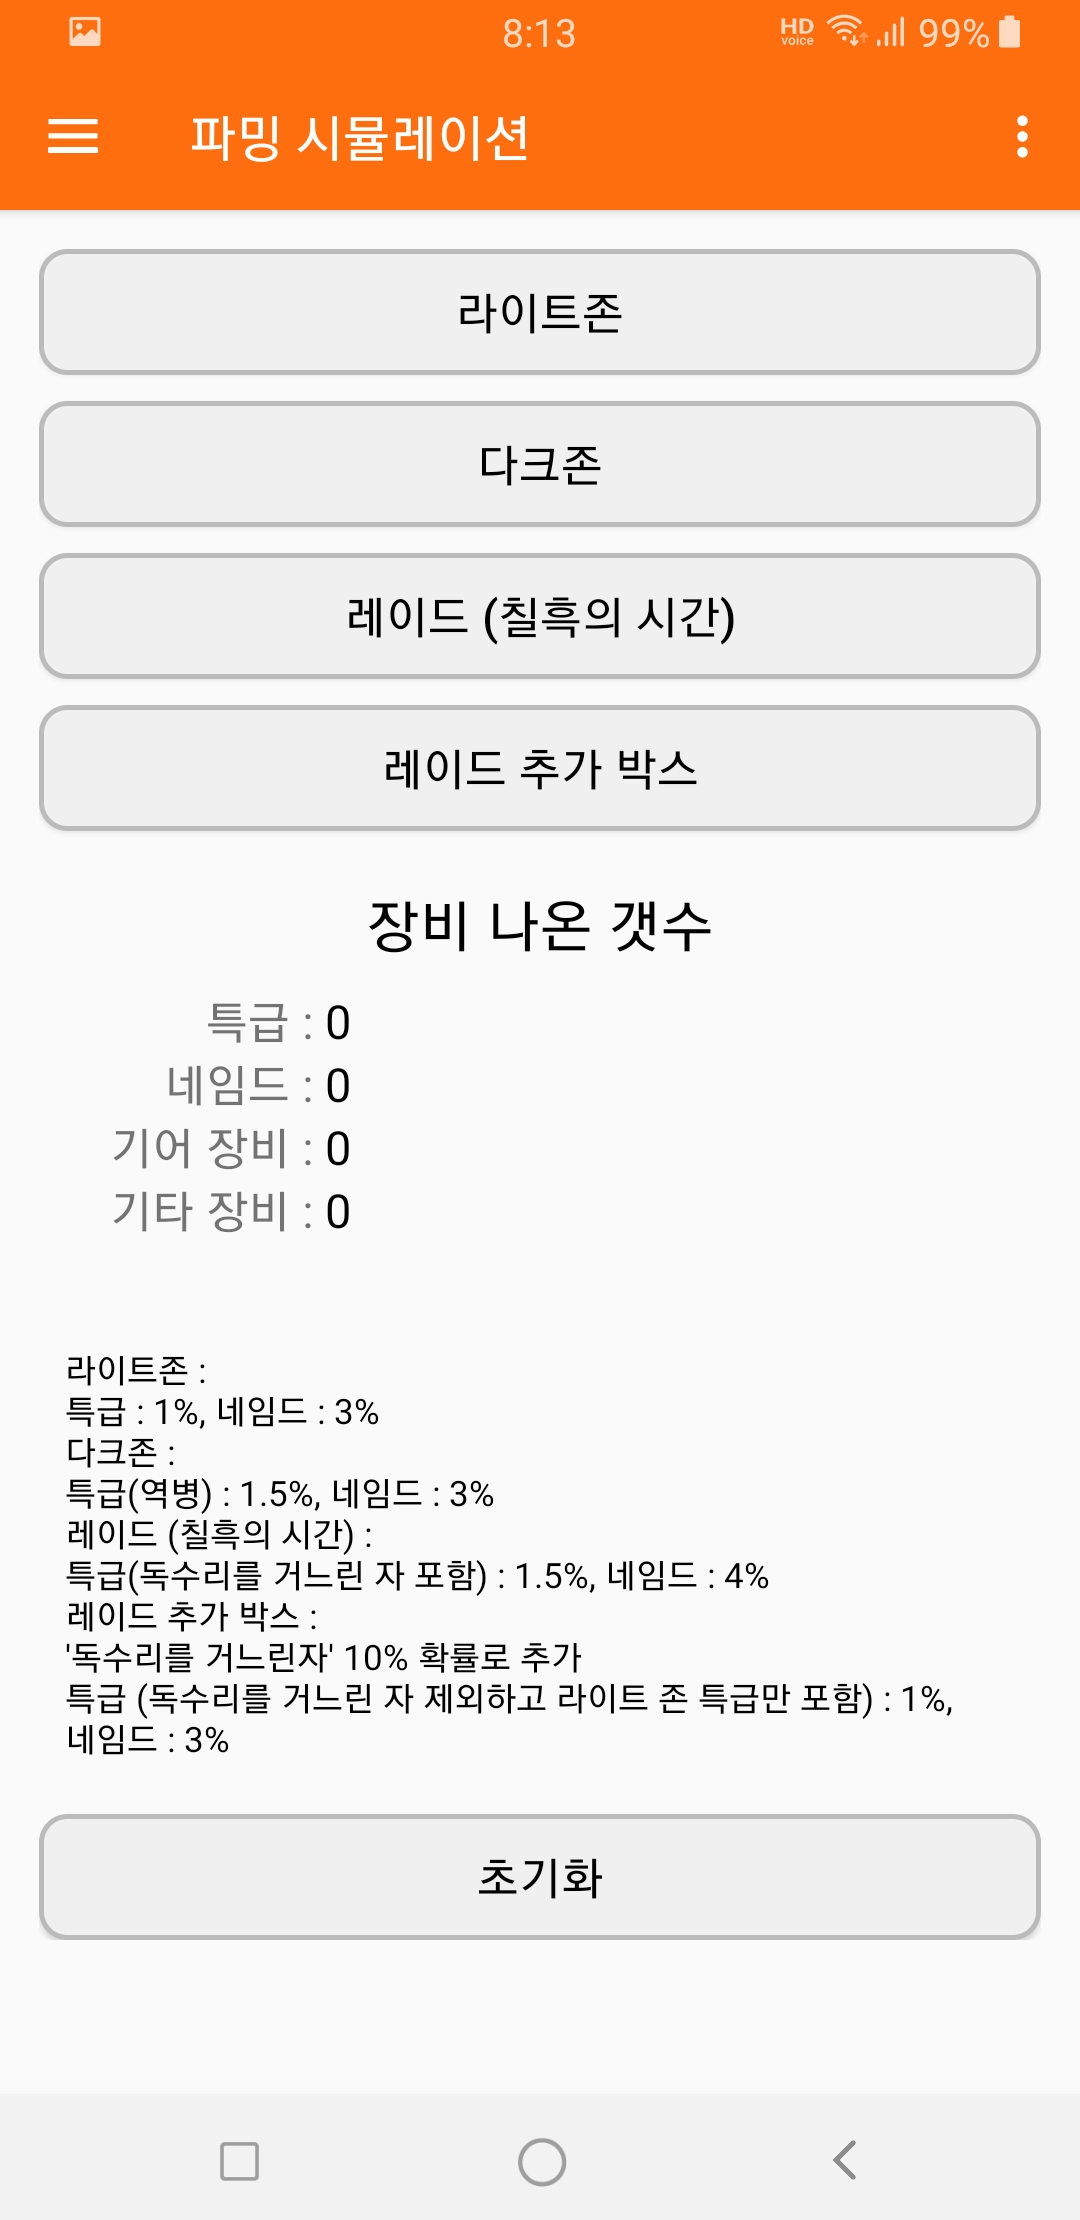 8:13
HD voice
99%
파밍 시뮬레이션
라이트존
다크존
레이드 (칠흑의 시간)
레이드 추가 박스
장비 나온 갯수
특급 : 0
네임드 : 0
기어 장비 : 0
기타 장비 : 0
라이트존 :
특급 : 1%, 네임드 : 3%
다크존 :
특급(역병) : 1.5%, 네임드 : 3%
레이드 (칠흑의 시간) :
특급(독수리를 거느린 자 포함) : 1.5%, 네임드 : 4%
레이드 추가 박스 :
'독수리를 거느린자' 10% 확률로 추가
특급 (독수리를 거느린 자 제외하고 라이트 존 특급만 포함) : 1%,
네임드 : 3%
초기화